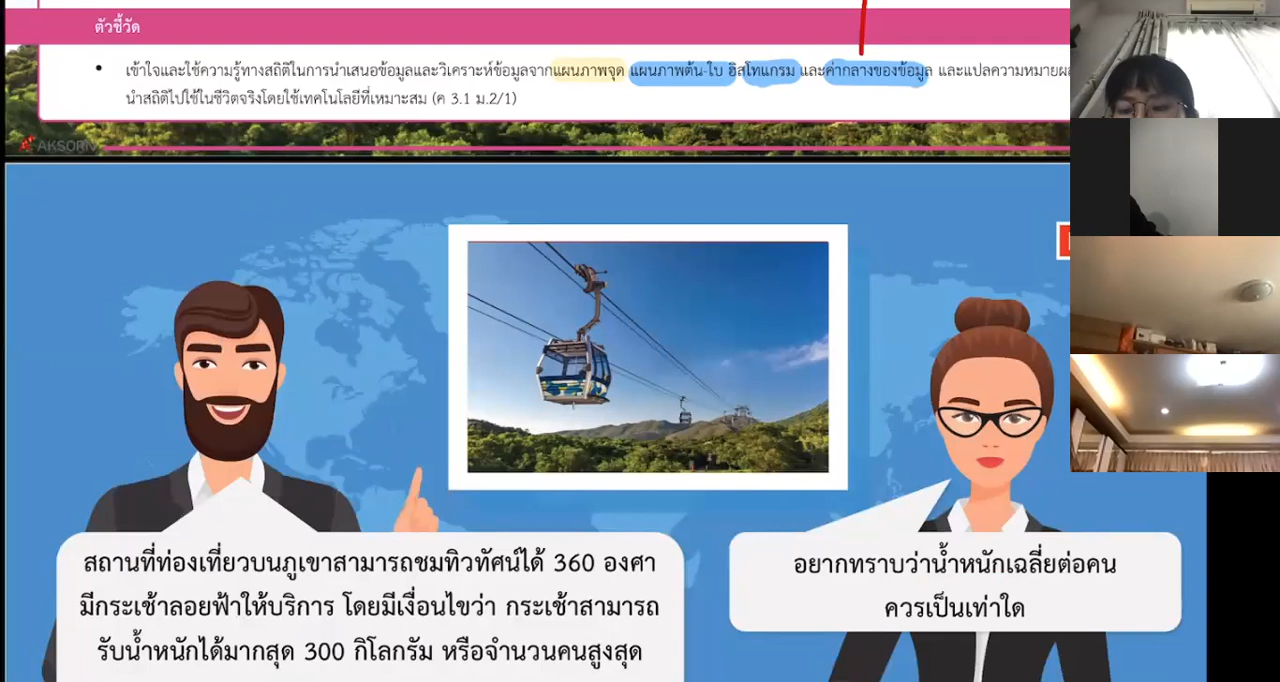 ตัวชี้วัด
• เข้าใจและใช้ความรู้ทางสถิติในการนำเสนอข้อมูลและวิเคราะห์ข้อมูลจากแผนภาพจุด แผนภาพต้น-ใบ ฮิสโทแกรม และค่ากลางของข้อมูล และแปลความหมายผล
นำสถิติไปใช้ในชีวิตจริงโดยใช้เทคโนโลยีที่เหมาะสม (ค 3.1 ม.2/1)
AKSORN
สถานที่ท่องเที่ยวบนภูเขาสามารถชมทิวทัศน์ได้ 360 องศา
มีกระเช้าลอยฟ้าให้บริการ โดยมีเงื่อนไขว่า กระเช้าสามารถ
รับน้ำหนักได้มากสุด 300 กิโลกรัม หรือจำนวนคนสูงสุด
อยากทราบว่าน้ำหนักเฉลี่ยต่อคน
ควรเป็นเท่าใด